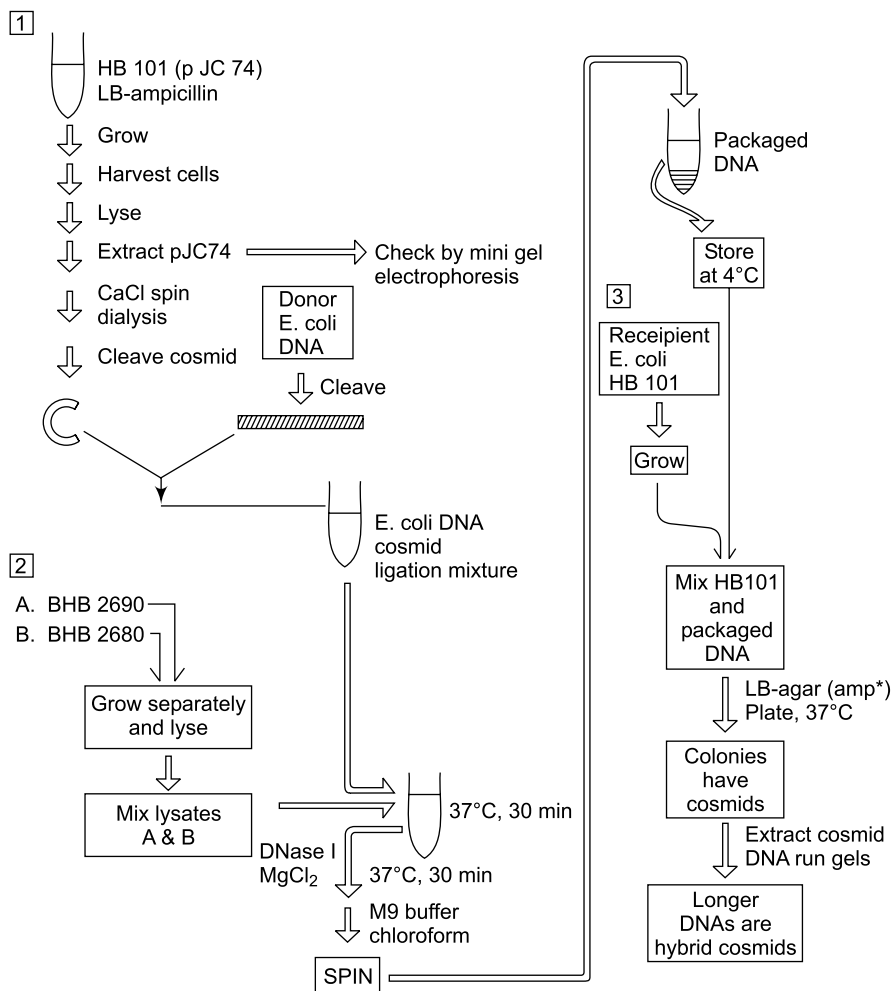 1
HB 101 (p JC 74)
LB-ampicillin
Grow
Harvest cells
Lyse
Extract pJC74
Check by mini gel
electrophoresis
CaCl spin
dialysis
Cleave cosmid
Donor
E. coli
DNA
Cleave
E. coli DNA
cosmid
ligation mixture
2
A. BHB 2690
B. BHB 2680
Grow separately
and lyse
Mix lysates
A & B
37°C, 30 min
DNase I
MgCl₂
37°C, 30 min
M9 buffer
chloroform
SPIN
Packaged
DNA
Store
at 4°C
3
Receipient
E. coli
HB 101
Grow
Mix HB101
and
packaged
DNA
LB-agar (amp*)
Plate, 37°C
Colonies
have
cosmids
Extract cosmid
DNA run gels
Longer
DNAs are
hybrid cosmids